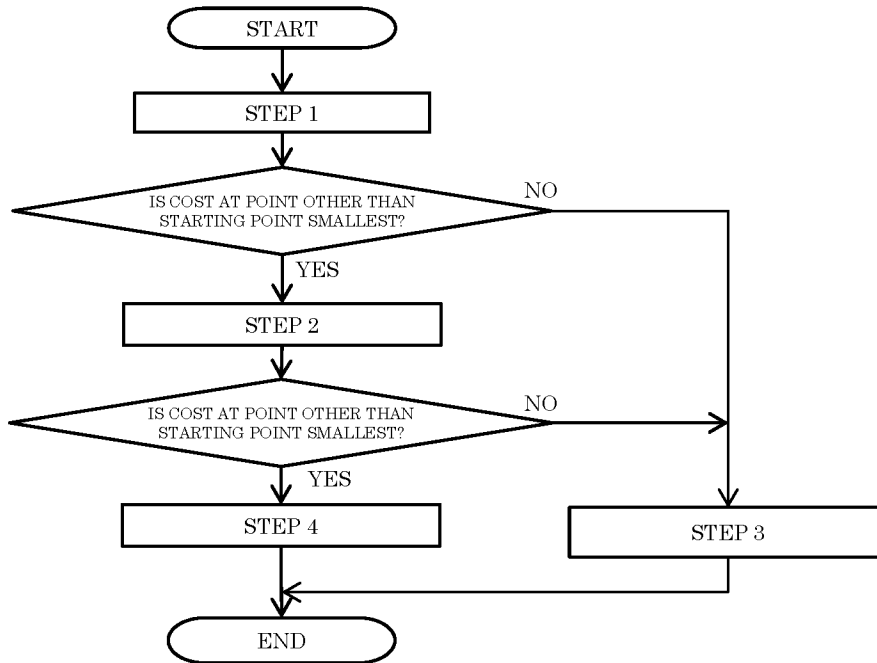 START
STEP 1
IS COST AT POINT OTHER THAN
STARTING POINT SMALLEST?
NO
YES
STEP 2
IS COST AT POINT OTHER THAN
STARTING POINT SMALLEST?
NO
YES
STEP 4
STEP 3
END